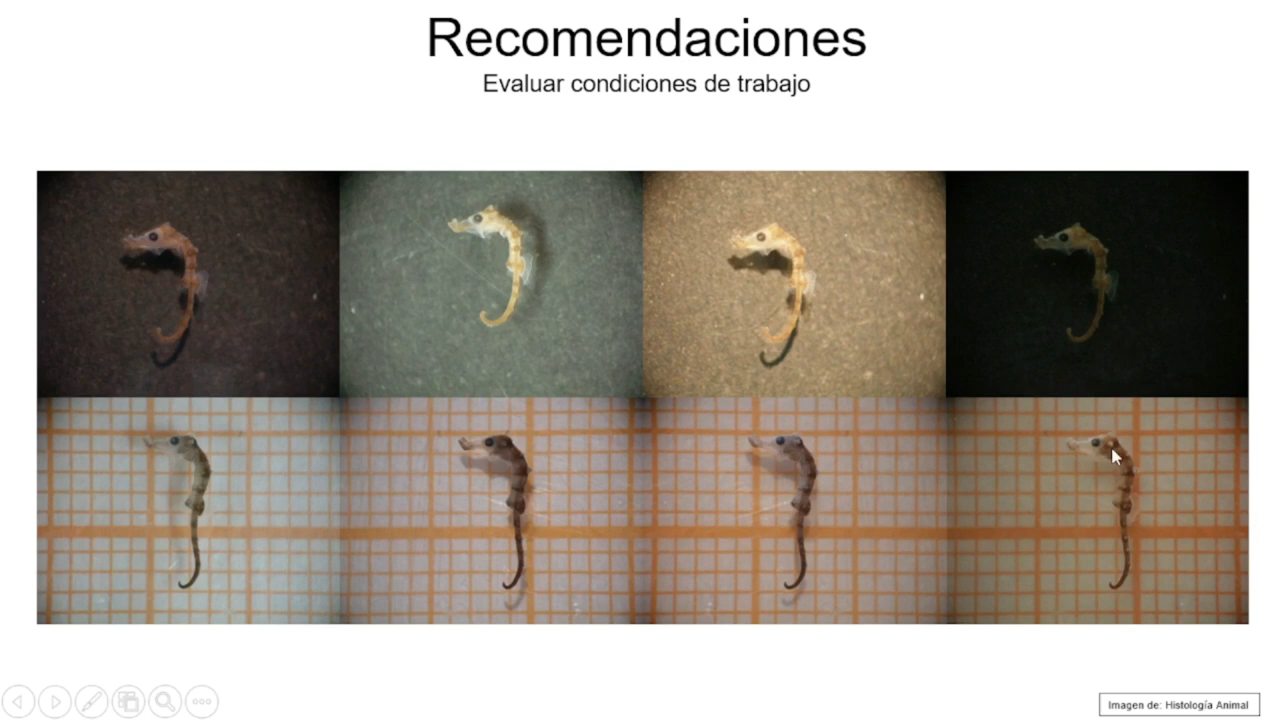 Recomendaciones
Evaluar condiciones de trabajo
Imagen de: Histología Animal